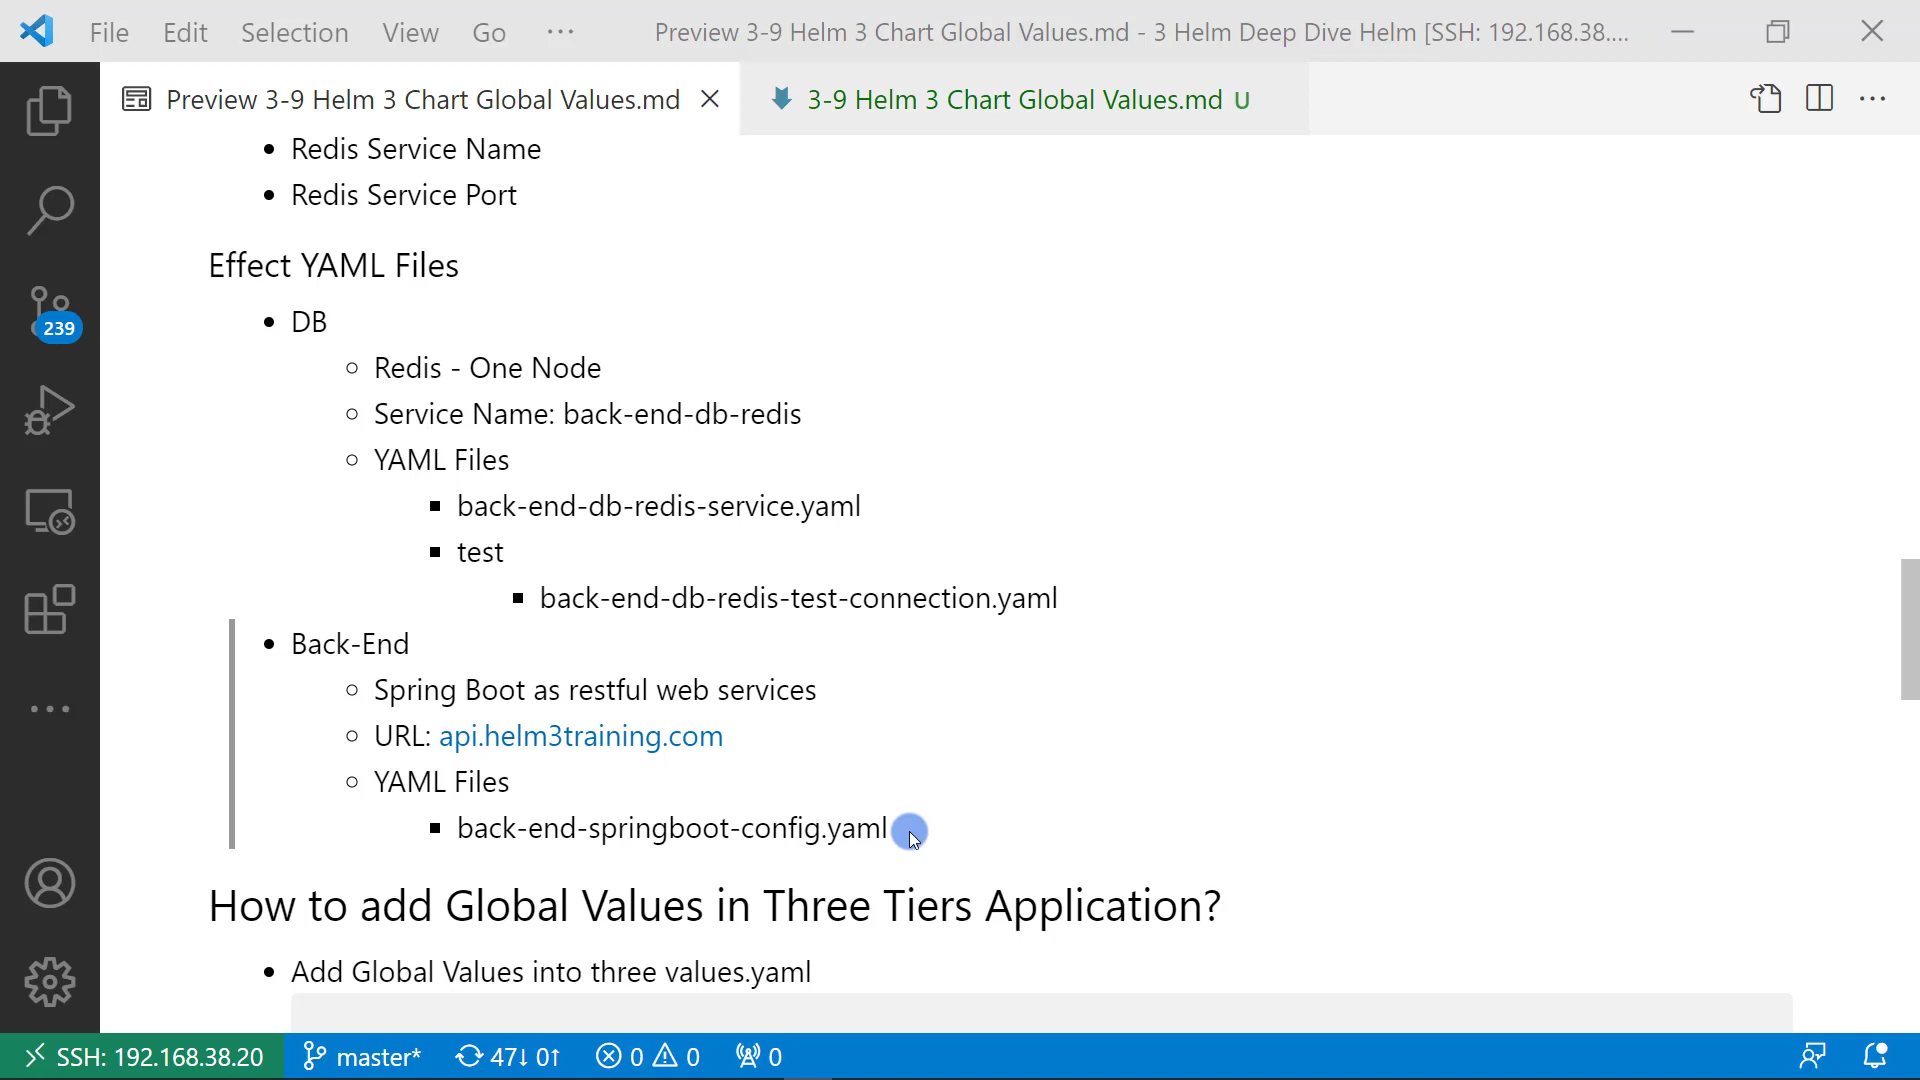 File Edit Selection View Go ··· Preview 3-9 Helm 3 Chart Global Values.md - 3 Helm Deep Dive Helm [SSH: 192.168.38....
Preview 3-9 Helm 3 Chart Global Values.md 3-9 Helm 3 Chart Global Values.md U
• Redis Service Name
• Redis Service Port
Effect YAML Files
• DB
○ Redis - One Node
○ Service Name: back-end-db-redis
○ YAML Files
▪ back-end-db-redis-service.yaml
▪ test
▪ back-end-db-redis-test-connection.yaml
• Back-End
○ Spring Boot as restful web services
○ URL: api.helm3training.com
○ YAML Files
▪ back-end-springboot-config.yaml
How to add Global Values in Three Tiers Application?
• Add Global Values into three values.yaml
239
SSH: 192.168.38.20 master* 47↓ 0↑ 0 0 0